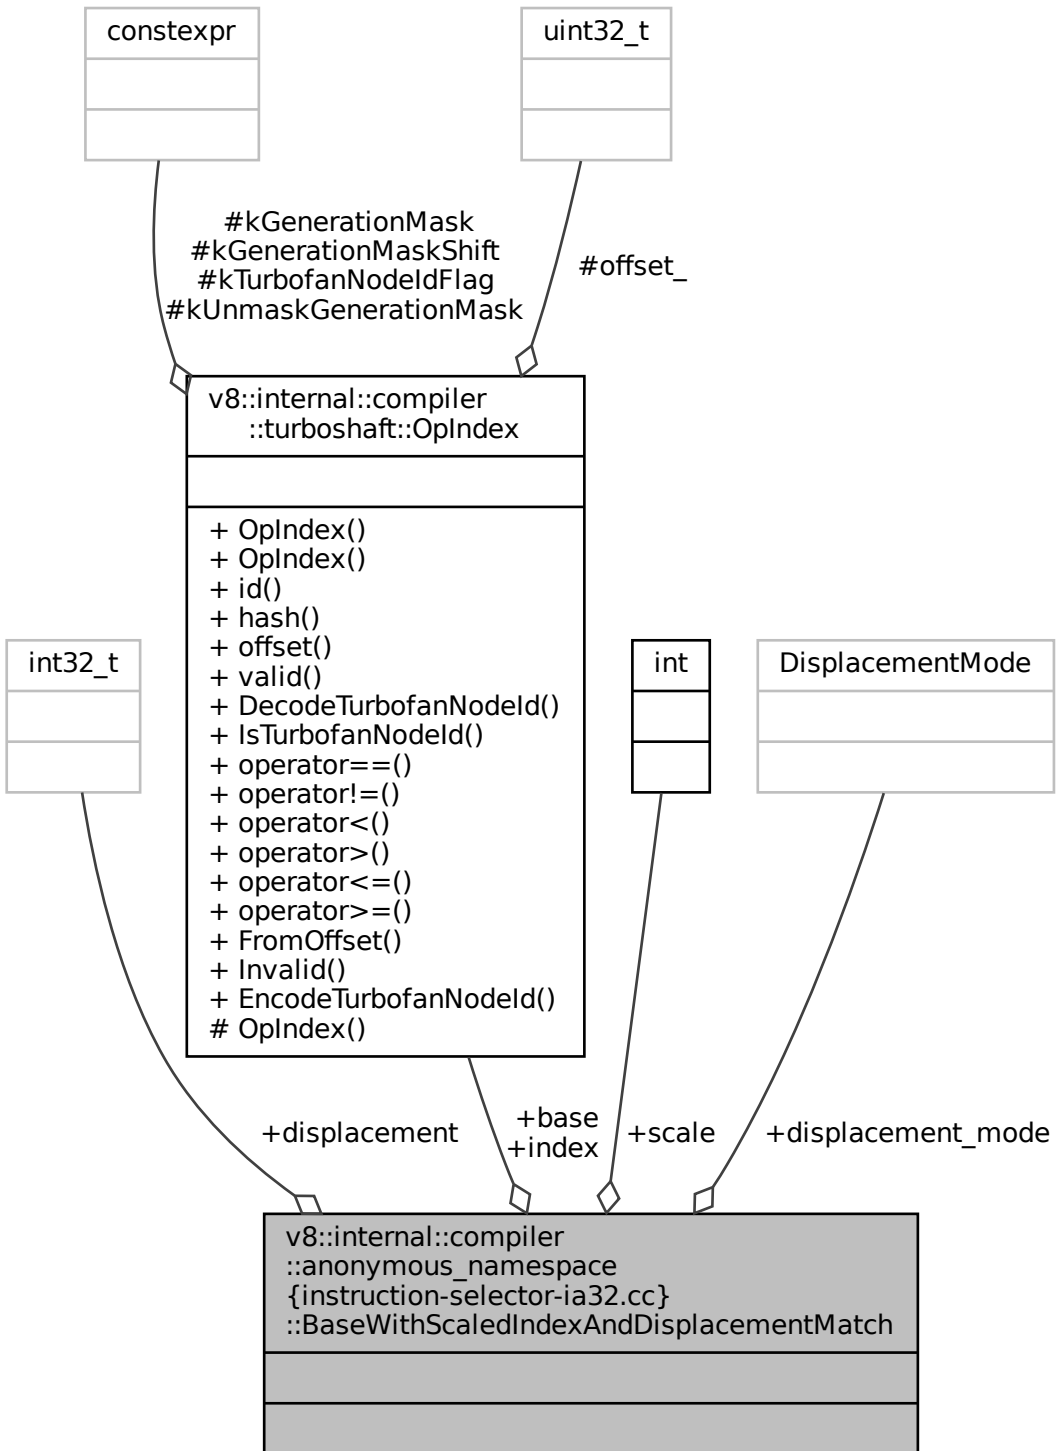 constexpr
uint32_t
#kGenerationMask
#kGenerationMaskShift
#kTurbofanNodeIdFlag
#kUnmaskGenerationMask
#offset_
v8::internal::compiler
::turboshaft::OpIndex
+ OpIndex()
+ OpIndex()
+ id()
+ hash()
+ offset()
+ valid()
+ DecodeTurbofanNodeId()
+ IsTurbofanNodeId()
+ operator==()
+ operator!=()
+ operator<()
+ operator>()
+ operator<=()
+ operator>=()
+ FromOffset()
+ Invalid()
+ EncodeTurbofanNodeId()
# OpIndex()
int32_t
int
DisplacementMode
+displacement
+base
+index
+scale
+displacement_mode
v8::internal::compiler
::anonymous_namespace
{instruction-selector-ia32.cc}
::BaseWithScaledIndexAndDisplacementMatch